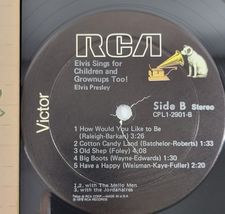 RCA
Elvis Sings for
Children and
Grownups Too!
Elvis Presley
Side B Stereo
CPL1-2901-B
Victor
1 How Would You Like to Be
(Raleigh-Barkan) 3:26
2 Cotton Candy Land (Batchelor-Roberts) 1:33
3 Old Shep (Foley) 4:10
4 Big Boots (Wayne-Edwards) 1:30
5 Have a Happy (Weisman-Kaye-Fuller) 2:20
1,2, with The Mello Men
with the Jordanaires